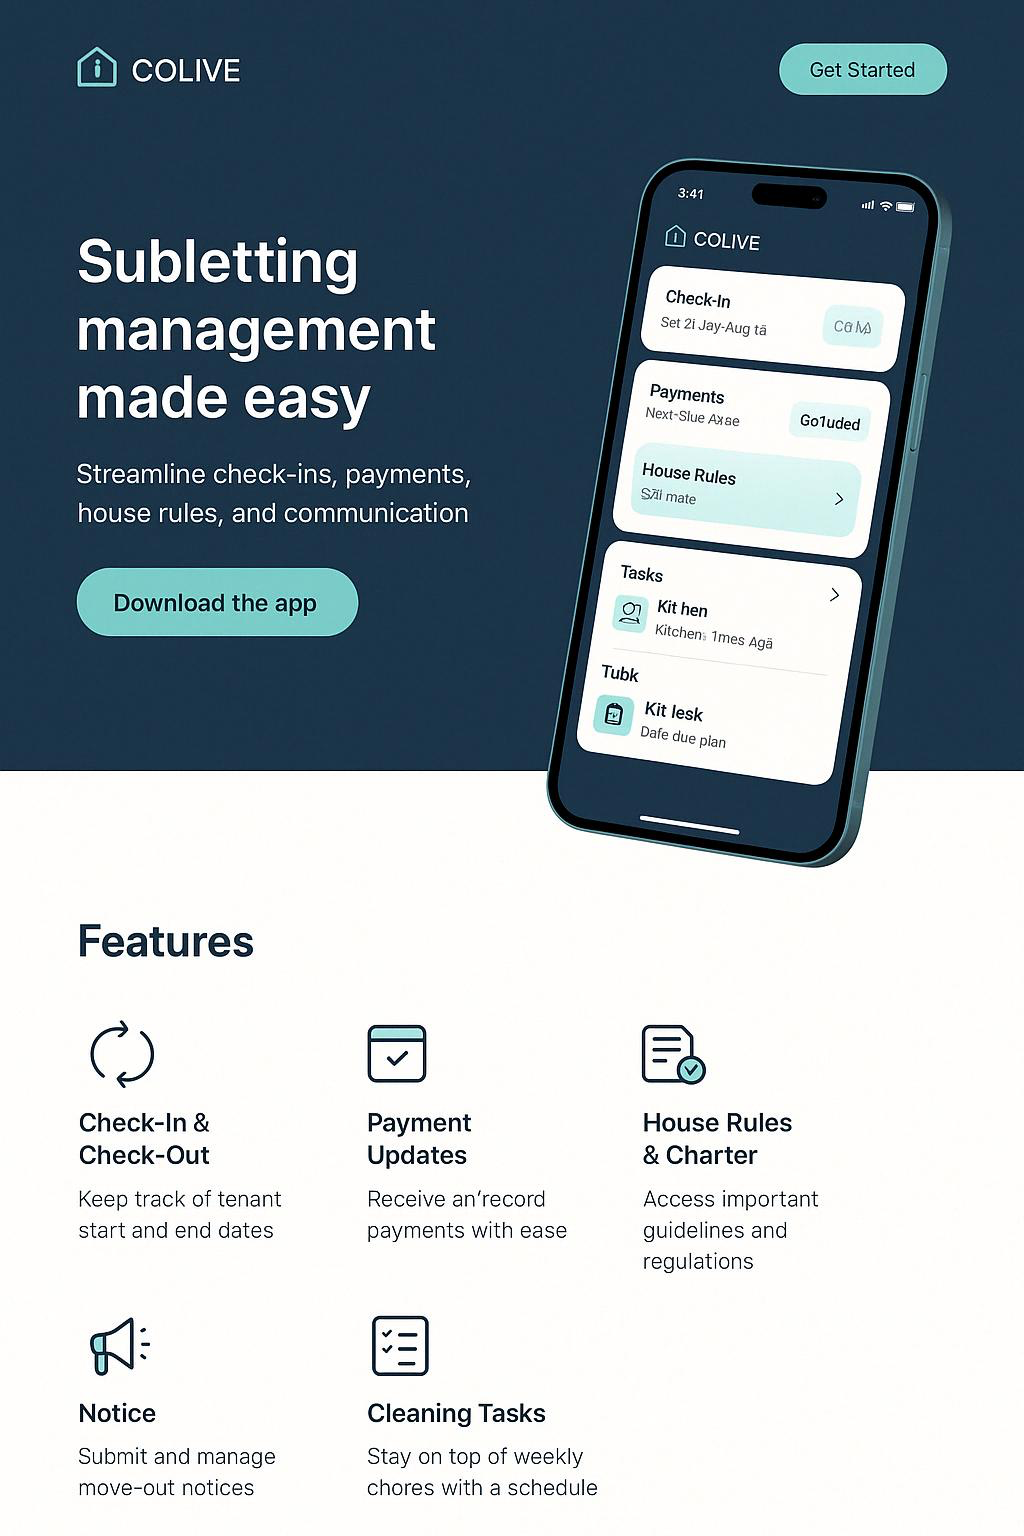 COLIVE
Get Started
Subletting
management
made easy
Streamline check-ins, payments,
house rules, and communication
Download the app
3:41
COLIVE
Check-In
Set 2i Jay-Aug tä
Payments
Next-Slue Axse
Go1uded
House Rules
mate
Tasks
Kit hen
Kitchen 1mes Agä
Tubk
Kit lesk
Dafe due plan
Features
Check-In &
Check-Out
Keep track of tenant
start and end dates
Payment
Updates
Receive an'record
payments with ease
House Rules
& Charter
Access important
guidelines and
regulations
Notice
Submit and manage
move-out notices
Cleaning Tasks
Stay on top of weekly
chores with a schedule